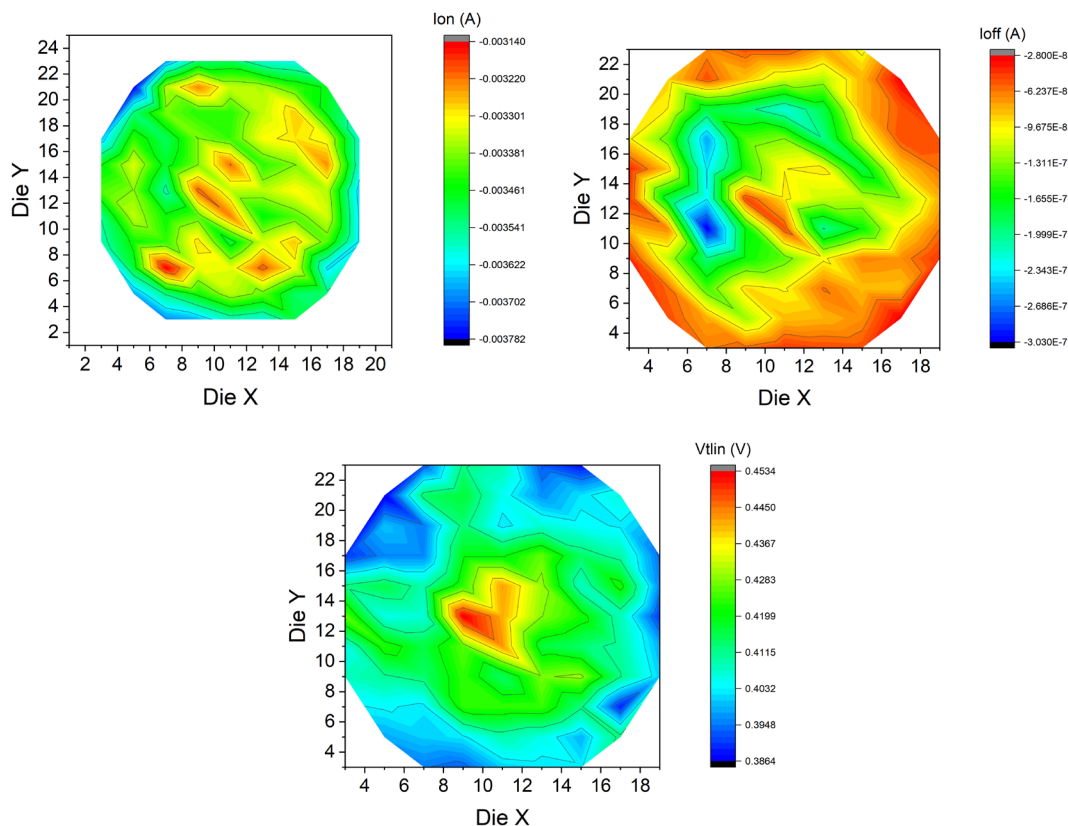 Ion (A)
24
22
20
18
16
14
12
10
8
6
4
2
Die Y
2 4 6 8 10 12 14 16 18 20
Die X
-0.003140
-0.003220
-0.003301
-0.003381
-0.003461
-0.003541
-0.003622
-0.003702
-0.003782
Ioff (A)
22
20
18
16
14
12
10
8
6
4
Die Y
4 6 8 10 12 14 16 18
Die X
-2.800E-8
-6.237E-8
-9.675E-8
-1.311E-7
-1.655E-7
-1.999E-7
-2.343E-7
-2.686E-7
-3.030E-7
Vtlin (V)
22
20
18
16
14
12
10
8
6
4
Die Y
4 6 8 10 12 14 16 18
Die X
0.4534
0.4450
0.4367
0.4283
0.4199
0.4115
0.4032
0.3948
0.3864